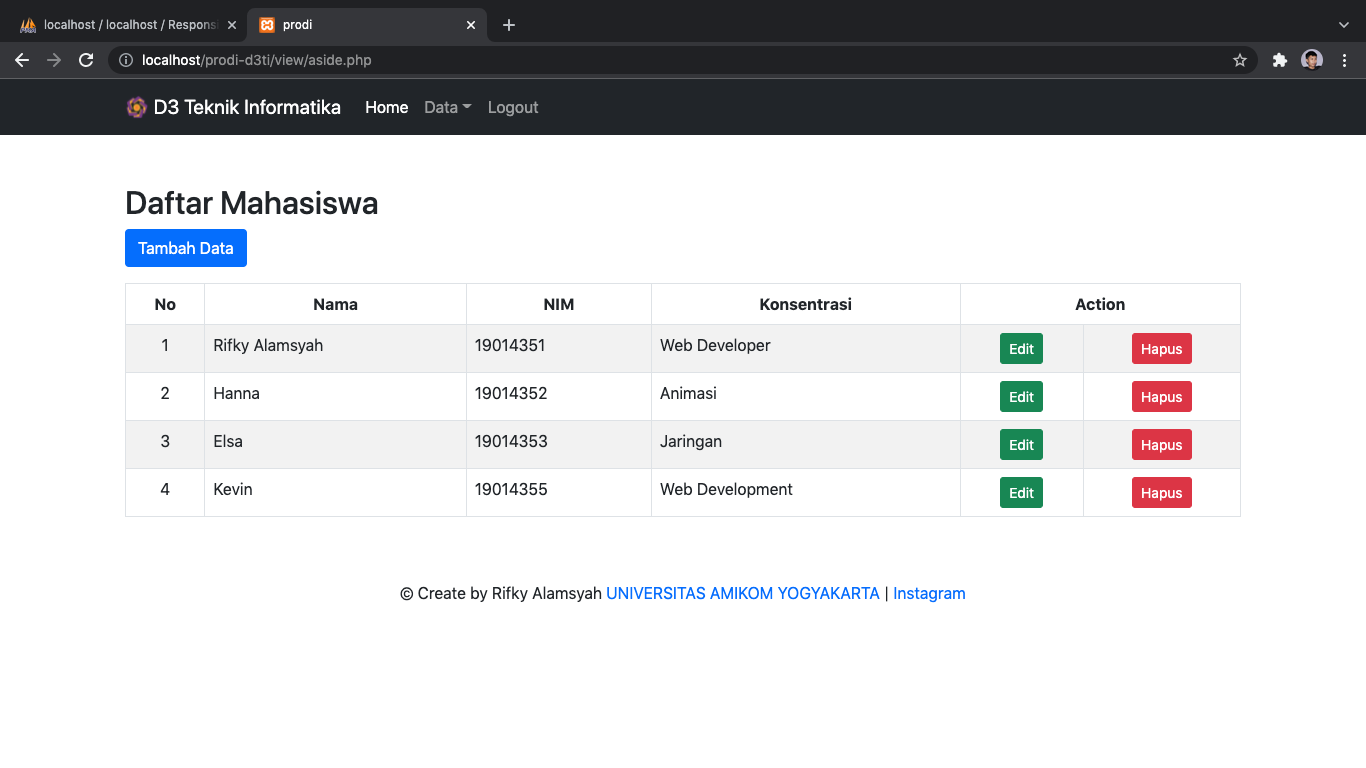 localhost / localhost / Respons
prodi
localhost/prodi-d3ti/view/aside.php
D3 Teknik Informatika Home Data Logout
Daftar Mahasiswa
Tambah Data
No Nama NIM Konsentrasi Action
1 Rifky Alamsyah 19014351 Web Developer Edit Hapus
2 Hanna 19014352 Animasi Edit Hapus
3 Elsa 19014353 Jaringan Edit Hapus
4 Kevin 19014355 Web Development Edit Hapus
© Create by Rifky Alamsyah UNIVERSITAS AMIKOM YOGYAKARTA | Instagram